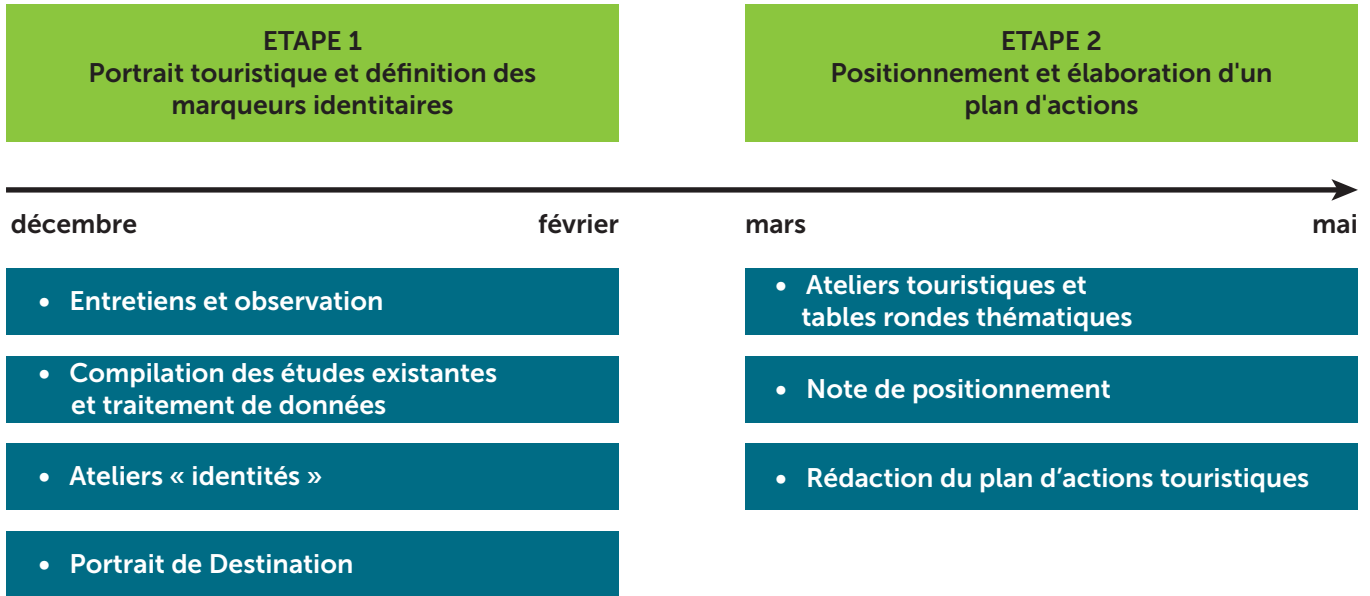 ETAPE 1
Portrait touristique et définition des
marqueurs identitaires
ETAPE 2
Positionnement et élaboration d'un
plan d'actions
décembre
février
mars
mai
• Entretiens et observation
• Compilation des études existantes
et traitement de données
• Ateliers « identités »
• Portrait de Destination
• Ateliers touristiques et
tables rondes thématiques
• Note de positionnement
• Rédaction du plan d’actions touristiques